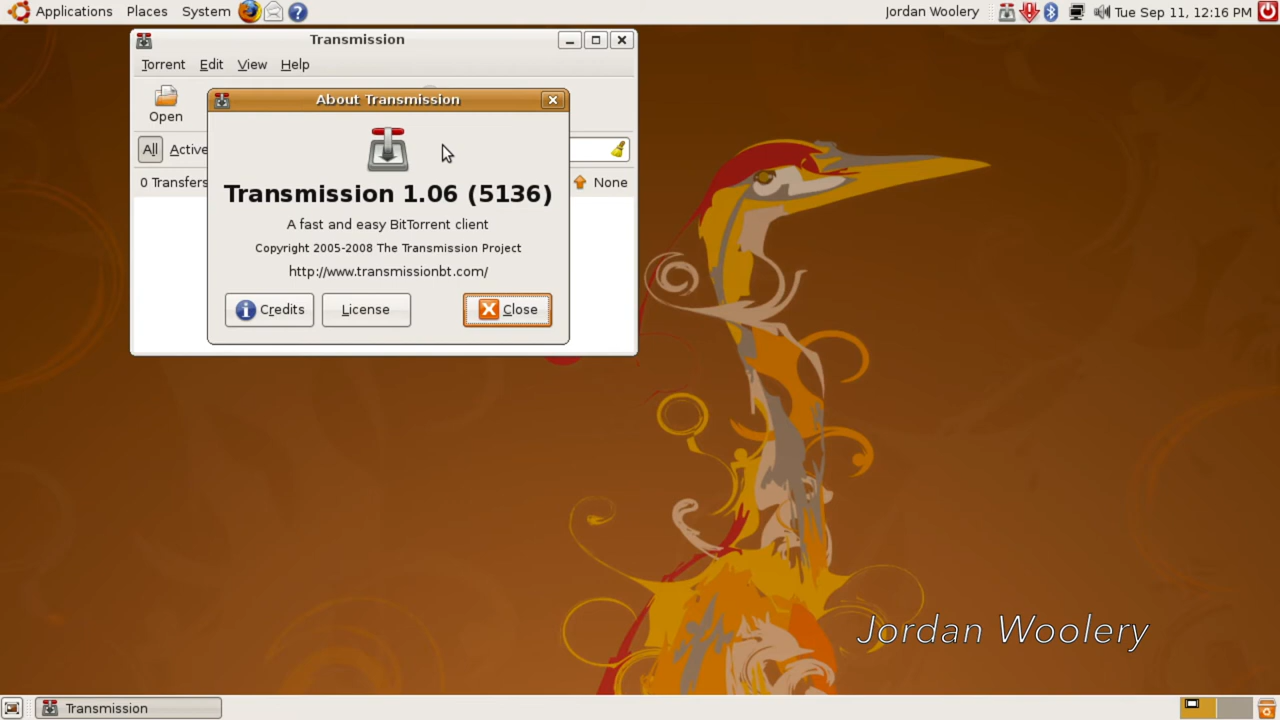 Applications Places System Jordan Woolery Tue Sep 11, 12:16 PM
Transmission
Torrent Edit View Help
About Transmission
Open
All Active
Transmission 1.06 (5136)
0 Transfers None
A fast and easy BitTorrent client
Copyright 2005-2008 The Transmission Project
http://www.transmissionbt.com/
Credits License Close
Jordan Woolery
Transmission